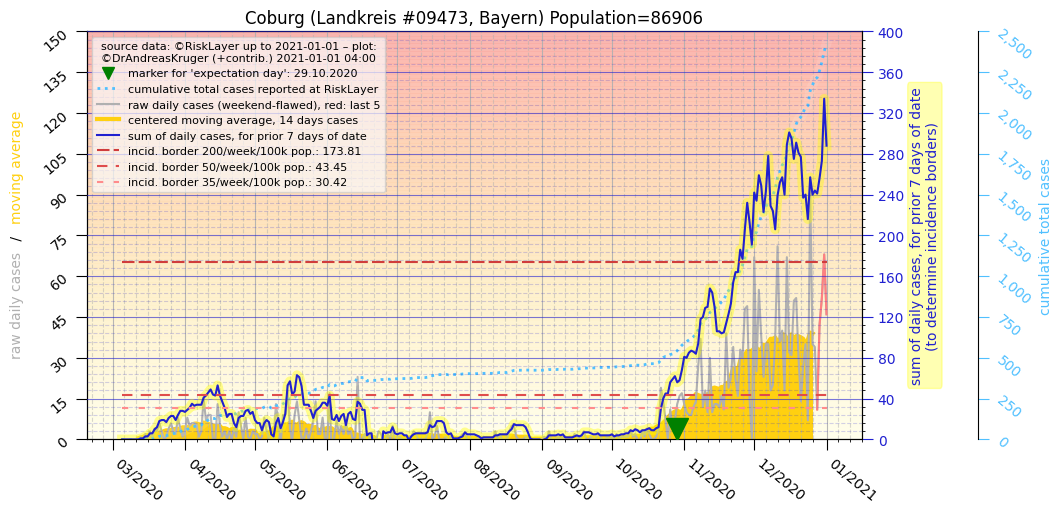 Coburg (Landkreis #09473, Bayern) Population=86906
source data: ©RiskLayer up to 2021-01-01 – plot:
©DrAndreasKruger (+contrib.) 2021-01-01 04:00
marker for 'expectation day': 29.10.2020
cumulative total cases reported at RiskLayer
raw daily cases (weekend-flawed), red: last 5
centered moving average, 14 days cases
sum of daily cases, for prior 7 days of date
incid. border 200/week/100k pop.: 173.81
incid. border 50/week/100k pop.: 43.45
incid. border 35/week/100k pop.: 30.42
raw daily cases / moving average
150
135
120
105
90
75
60
45
30
15
0
03/2020
04/2020
05/2020
06/2020
07/2020
08/2020
09/2020
10/2020
11/2020
12/2020
01/2021
400
360
320
280
240
200
160
120
80
40
0
sum of daily cases, for prior 7 days of date
(to determine incidence borders)
2,500
2,250
2,000
1,750
1,500
1,250
1,000
750
500
250
0
cumulative total cases